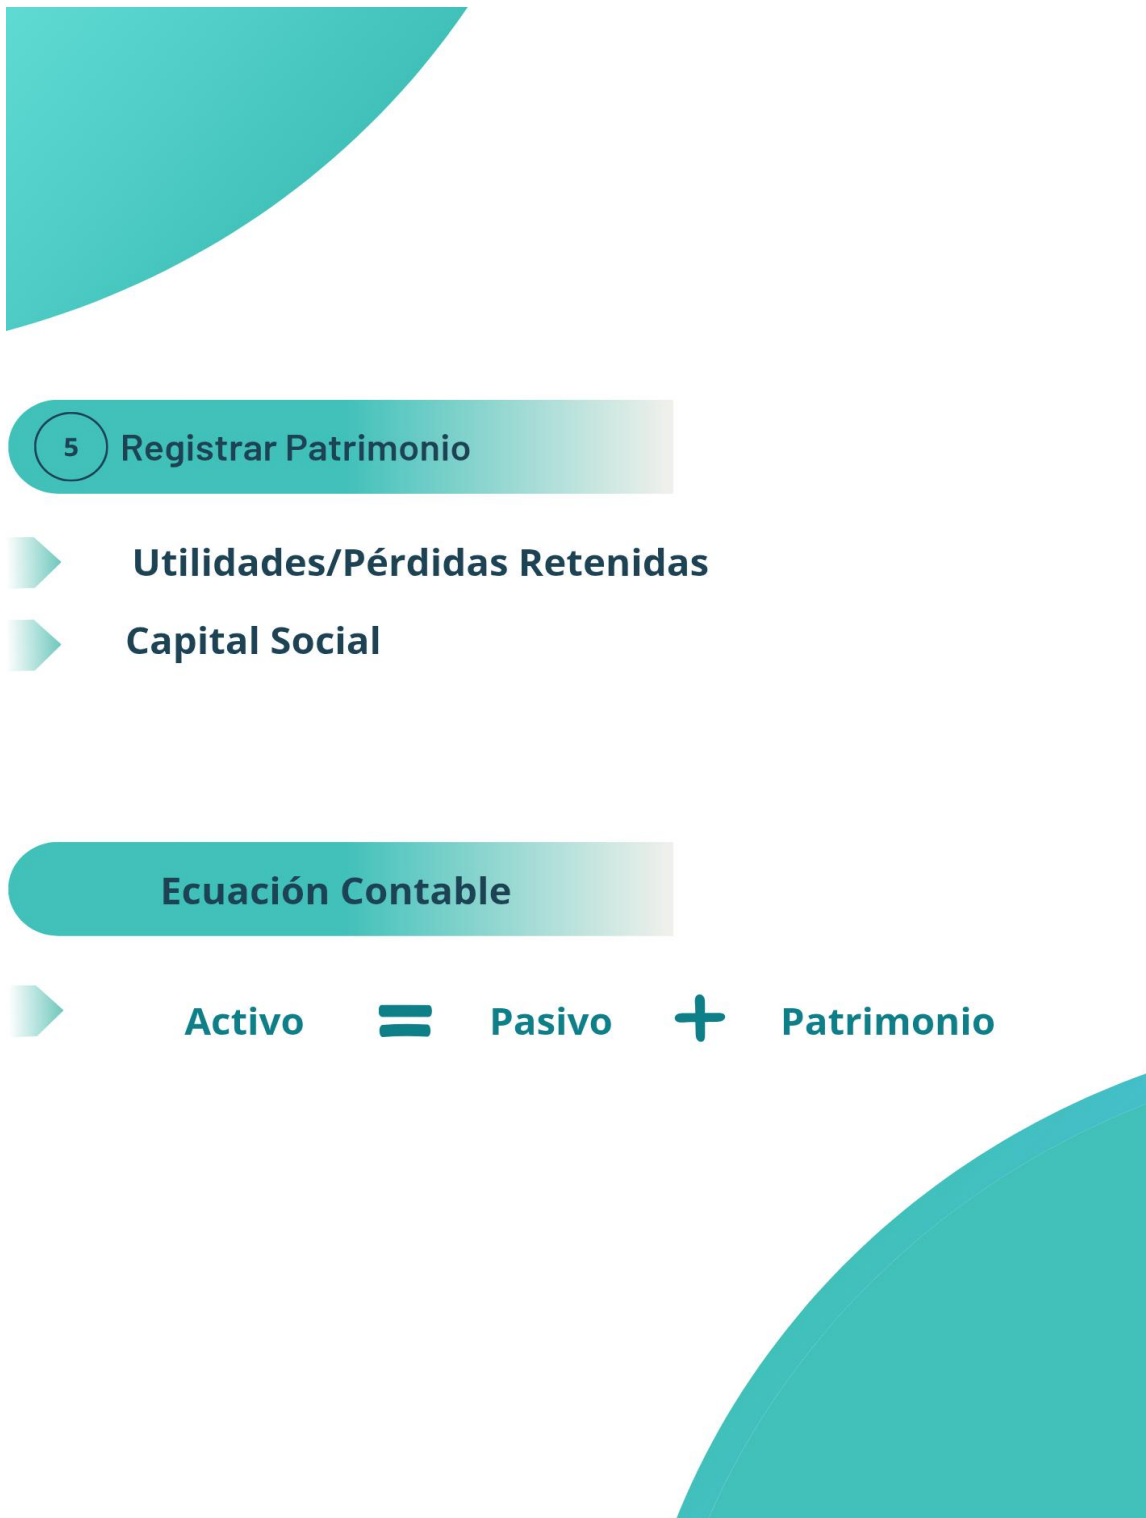 5 Registrar Patrimonio
Utilidades/Pérdidas Retenidas
Capital Social
Ecuación Contable
Activo = Pasivo + Patrimonio